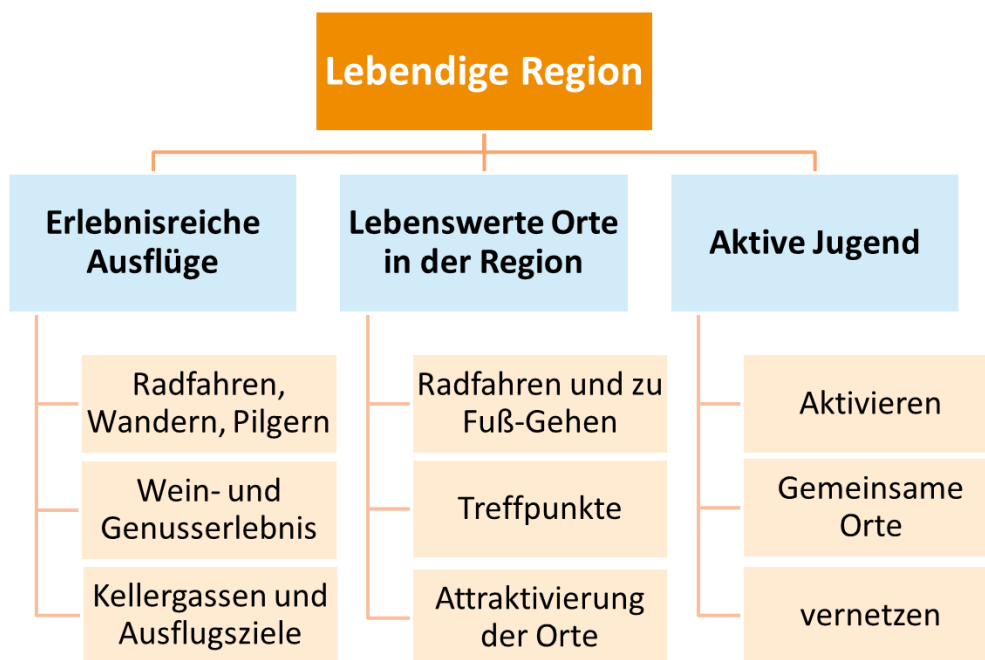 Lebendige Region
Erlebnisreiche
Ausflüge
Radfahren,
Wandern, Pilgern
Wein- und
Genusserlebnis
Kellergassen und
Ausflugsziele
Lebenswerte Orte
in der Region
Radfahren und zu
Fuß-Gehen
Treffpunkte
Attraktivierung
der Orte
Aktive Jugend
Aktivieren
Gemeinsame
Orte
vernetzen